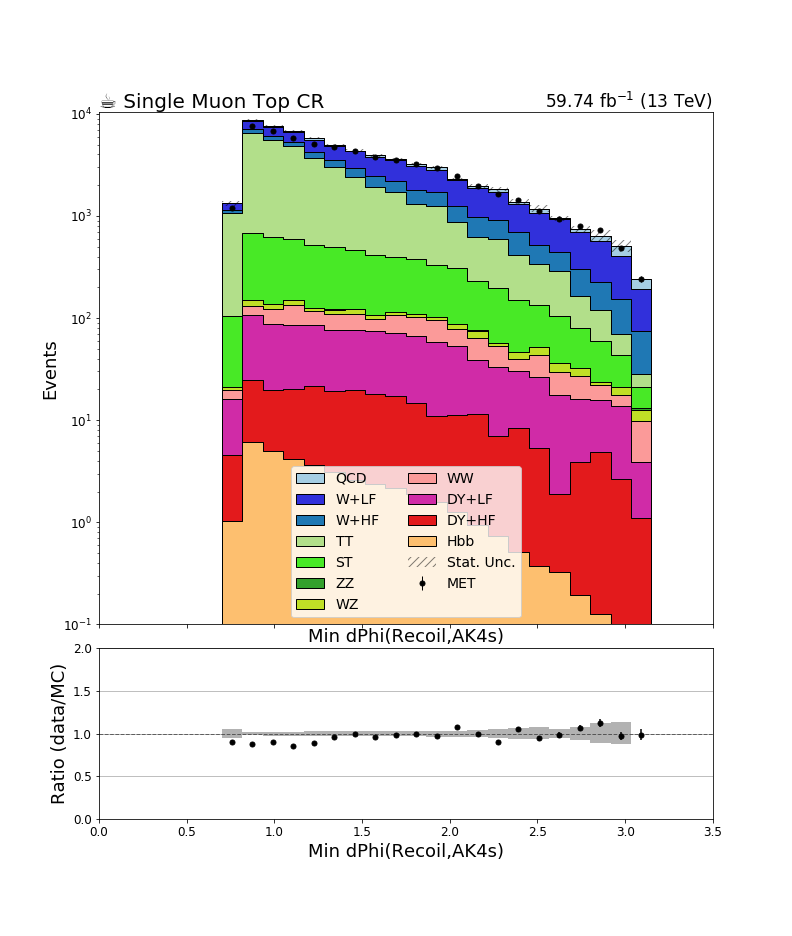 ☕ Single Muon Top CR
59.74 fb⁻¹ (13 TeV)
Events
10⁴
10³
10²
10¹
10⁰
10⁻¹
QCD
W+LF
W+HF
TT
ST
ZZ
WZ
WW
DY+LF
DY+HF
Hbb
Stat. Unc.
MET
Min dPhi(Recoil,AK4s)
Ratio (data/MC)
2.0
1.5
1.0
0.5
0.0
0.0 0.5 1.0 1.5 2.0 2.5 3.0 3.5
Min dPhi(Recoil,AK4s)